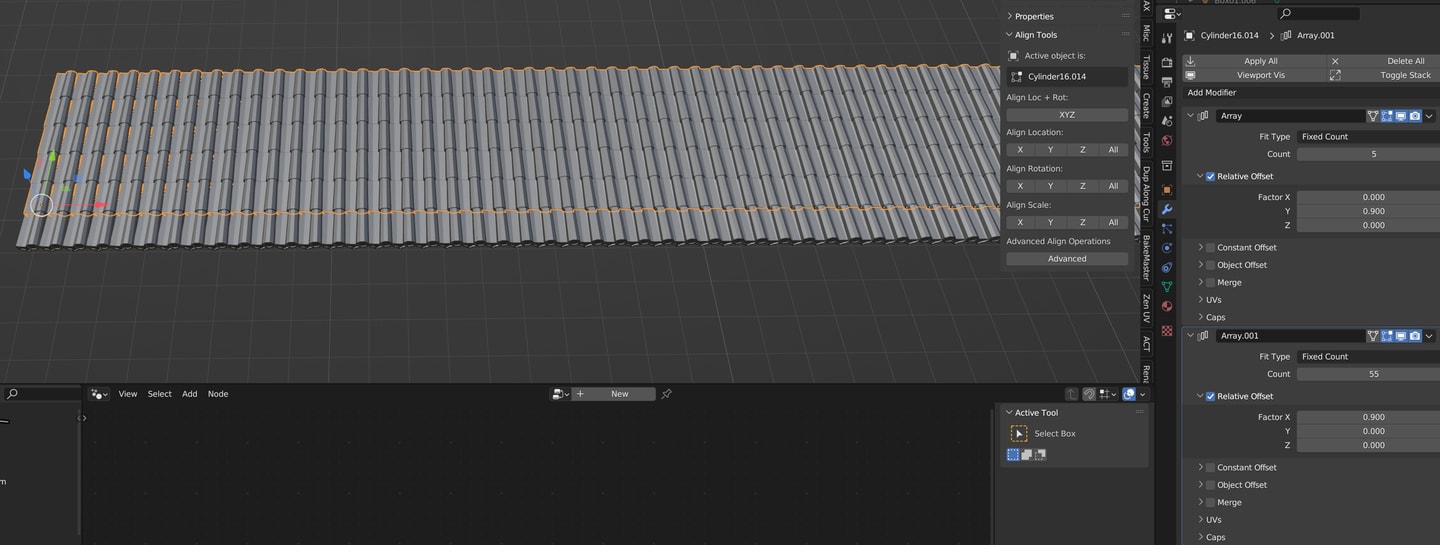 Properties
Align Tools
Active object is:
Cylinder16.014
Align Loc + Rot:
XYZ
Align Location:
X Y Z All
Align Rotation:
X Y Z All
Align Scale:
X Y Z All
Advanced Align Operations
Advanced
AX
Misc
Tissue
Create
Tools
Dup Along Cur
BakeMaster
Zen UV
ACT
Rena
Cylinder16.014 > Array.001
Apply All
Delete All
Viewport Vis
Toggle Stack
Add Modifier
Array
Fit Type Fixed Count
Count 5
Relative Offset
Factor X 0.000
Y 0.900
Z 0.000
Constant Offset
Object Offset
Merge
UVs
Caps
Array.001
Fit Type Fixed Count
Count 55
Relative Offset
Factor X 0.900
Y 0.000
Z 0.000
Constant Offset
Object Offset
Merge
UVs
Caps
View Select Add Node
+ New
Active Tool
Select Box
m